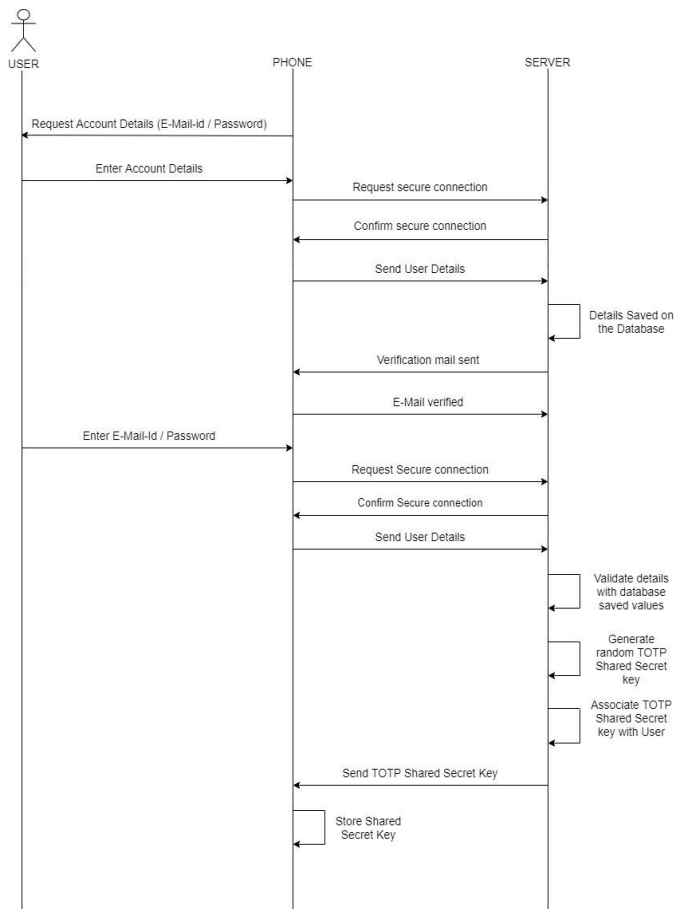 USER
PHONE
SERVER
Request Account Details (E-Mail-id / Password)
Enter Account Details
Request secure connection
Confirm secure connection
Send User Details
Details Saved on
the Database
Verification mail sent
E-Mail verified
Enter E-Mail-Id / Password
Request Secure connection
Confirm Secure connection
Send User Details
Validate details
with database
saved values
Generate
random TOTP
Shared Secret
key
Associate TOTP
Shared Secret
key with User
Send TOTP Shared Secret Key
Store Shared
Secret Key